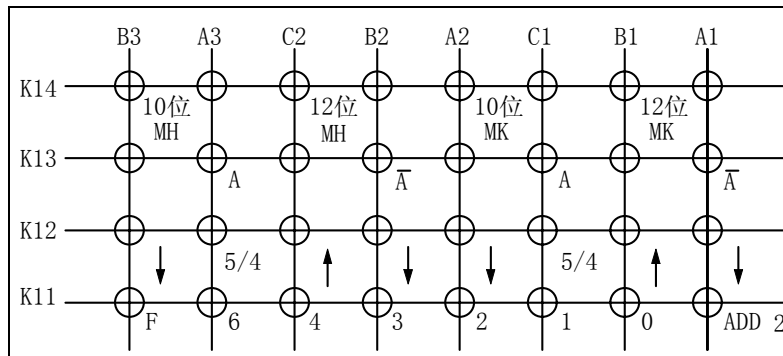 B3 A3 C2 B2 A2 C1 B1 A1
K14
10位 12位 10位 12位
MH MH MK MK
K13
A A̅ A A̅
K12
5/4 ↑ ↓ ↓ 5/4 ↑ ↓
K11
F 6 4 3 2 1 0 ADD 2